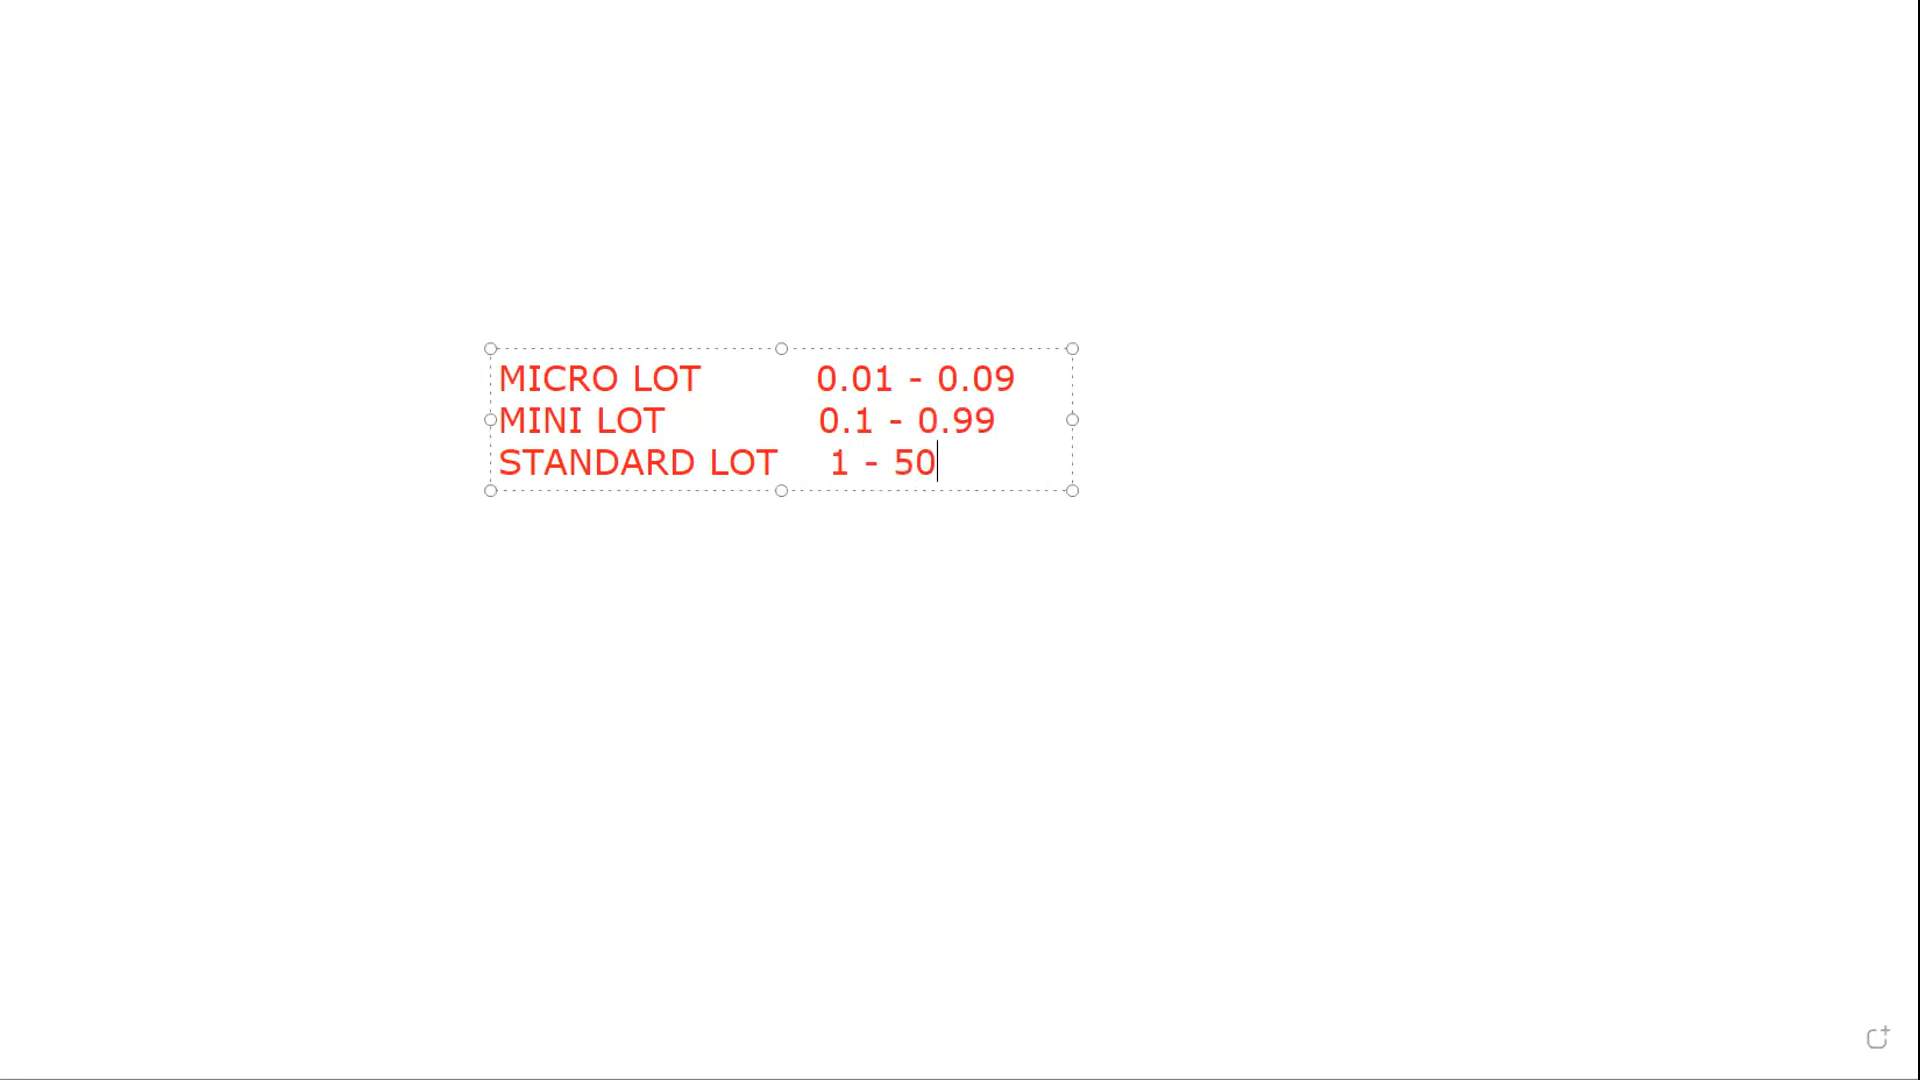 MICRO LOT 0.01 - 0.09
MINI LOT 0.1 - 0.99
STANDARD LOT 1 - 50